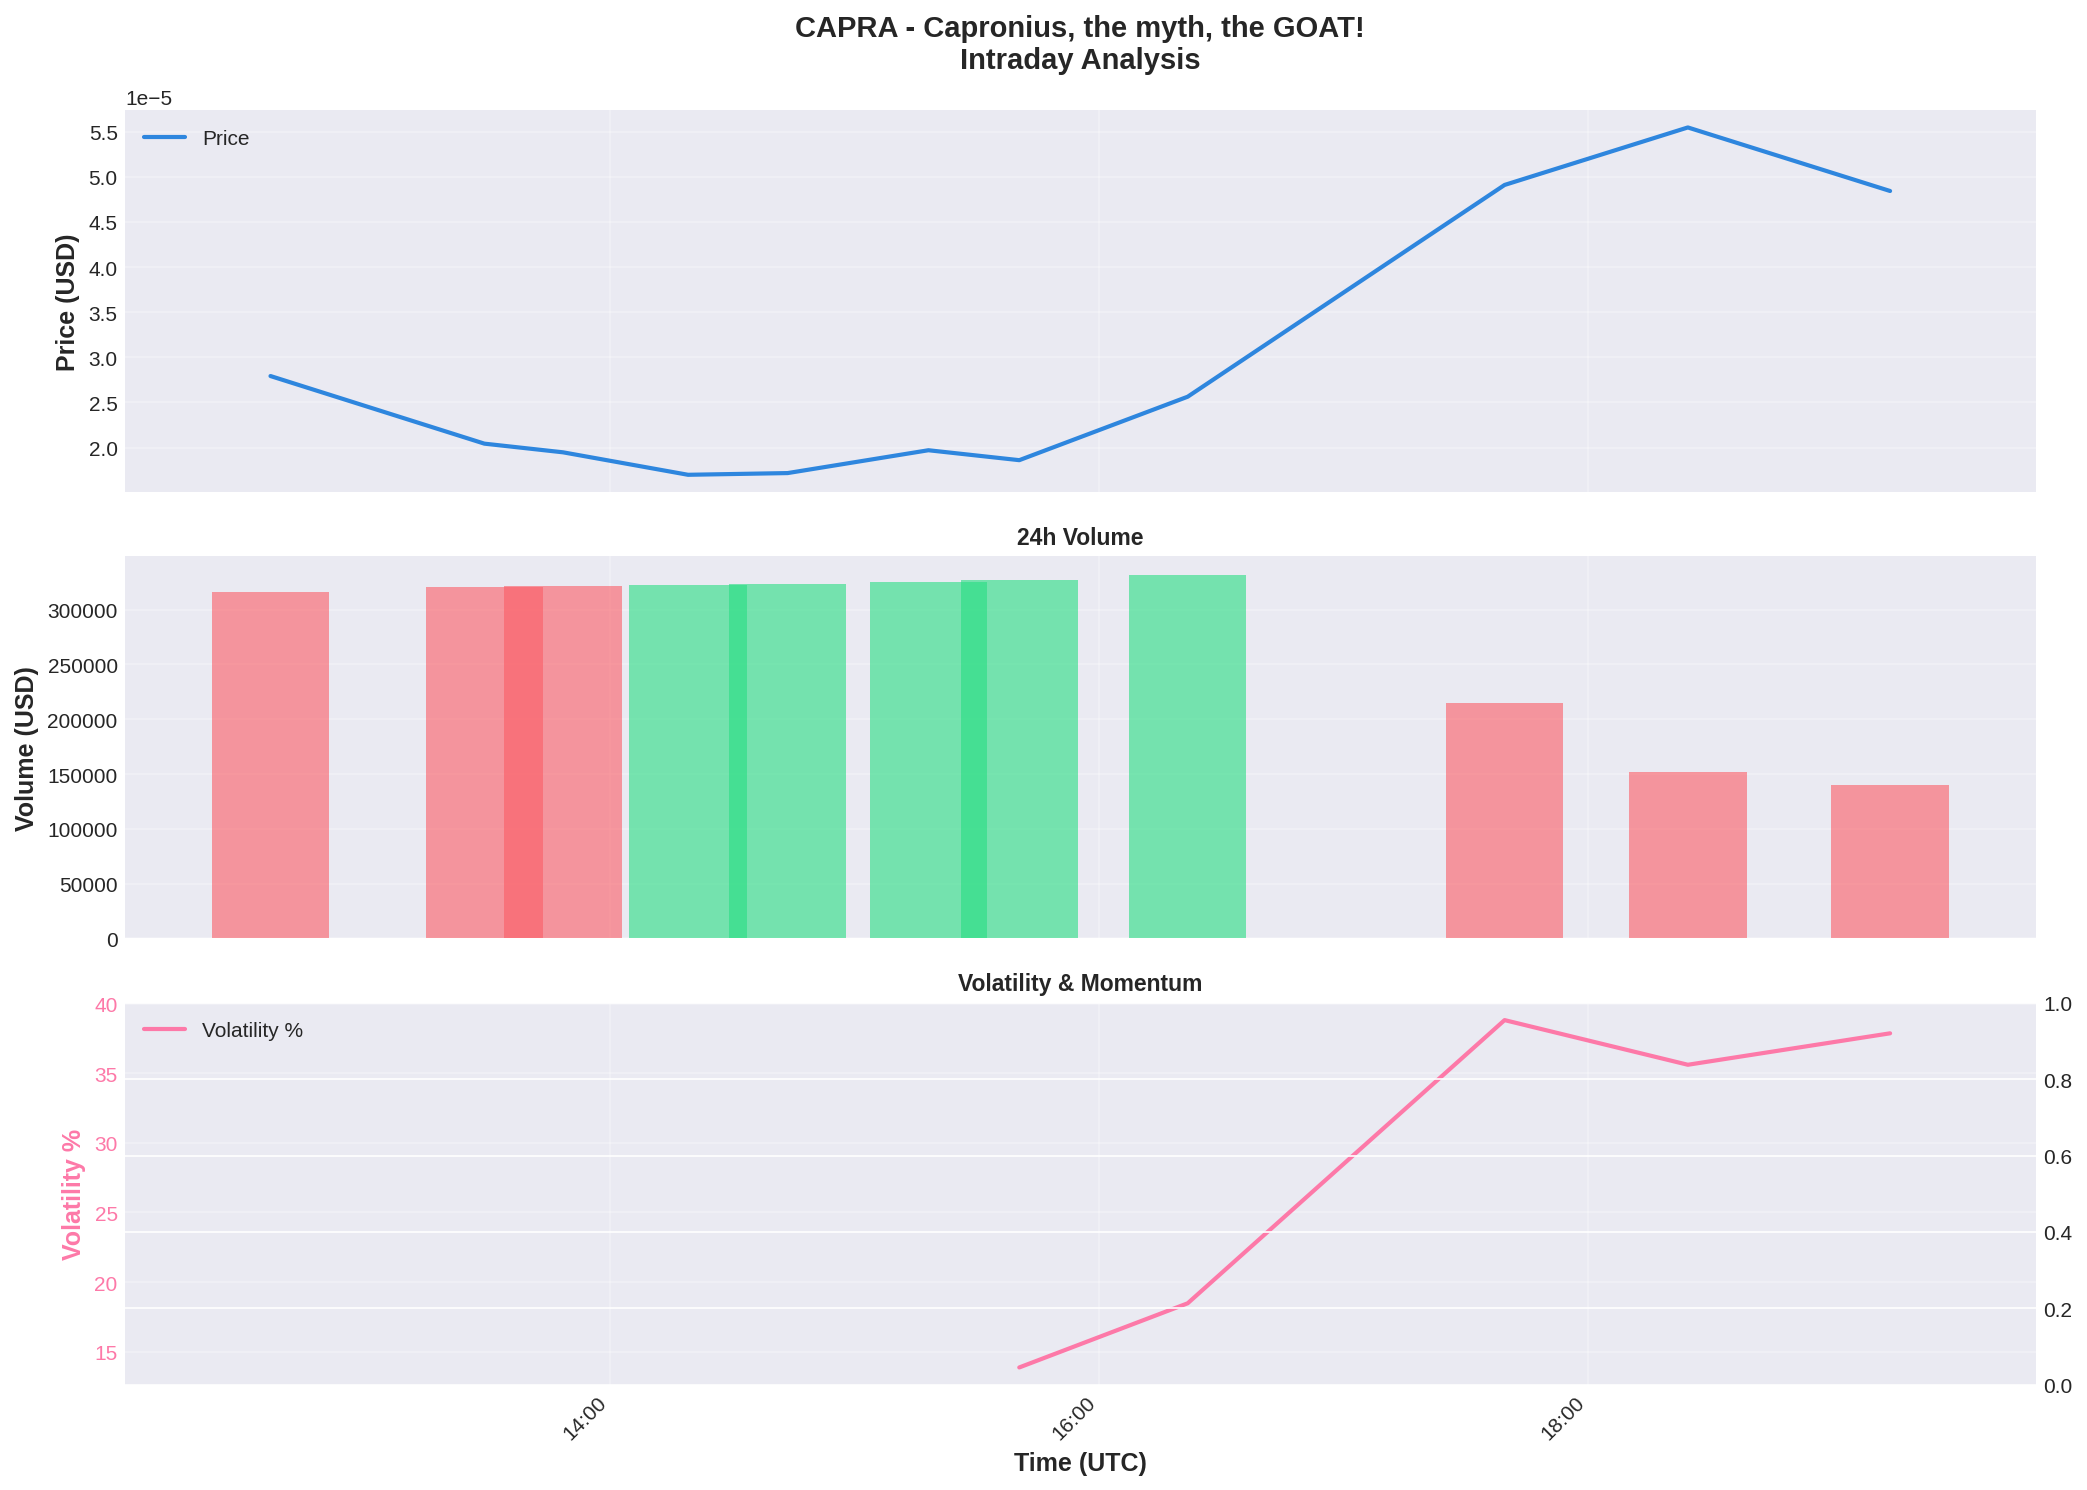 CAPRA - Capronius, the myth, the GOAT!
Intraday Analysis
1e−5
5.5
5.0
4.5
4.0
3.5
3.0
2.5
2.0
Price (USD)
Price
24h Volume
300000
250000
200000
150000
100000
50000
0
Volume (USD)
Volatility & Momentum
40
35
30
25
20
15
Volatility %
Volatility %
1.0
0.8
0.6
0.4
0.2
0.0
14:00
16:00
18:00
Time (UTC)